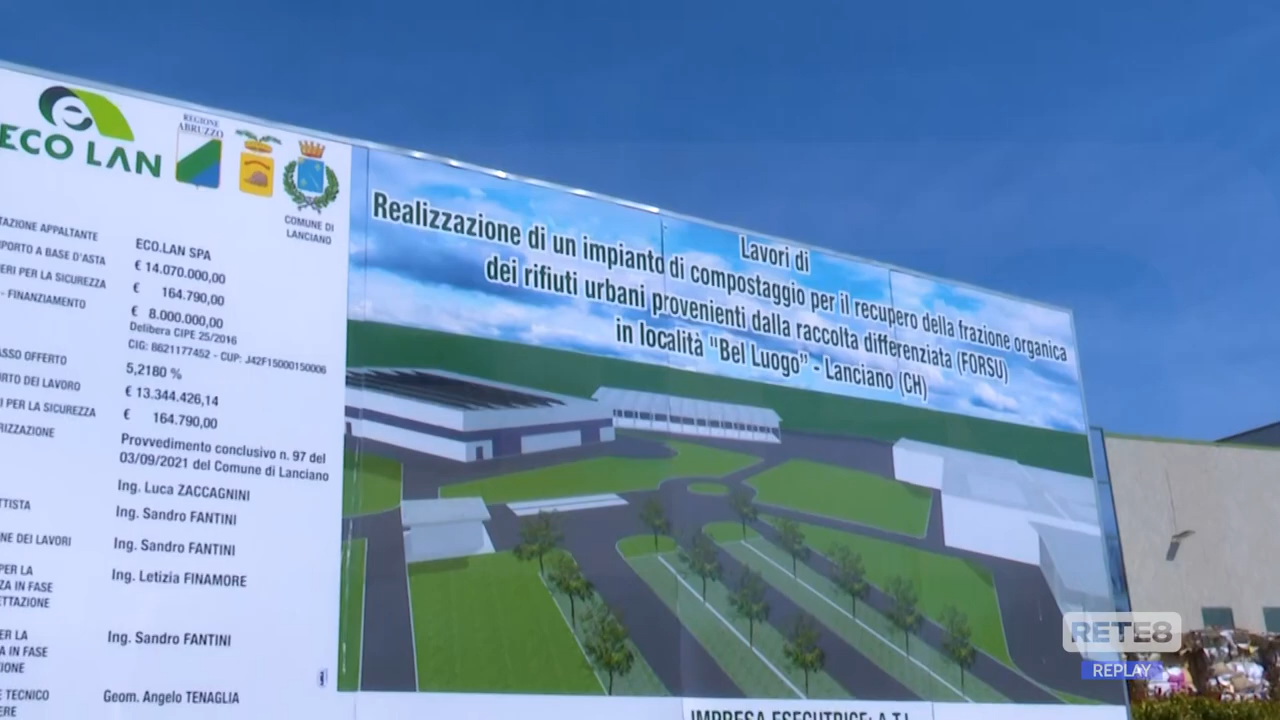 ECO LAN
REGIONE
ABRUZZO
COMUNE DI
LANCIANO
TAZIONE APPALTANTE ECO.LAN SPA
PORTO A BASE D'ASTA € 14.070.000,00
ERI PER LA SICUREZZA € 164.790,00
- FINANZIAMENTO € 8.000.000,00
Delibera CIPE 25/2016
CIG: 8621177452 - CUP: J42F15000150006
ASSO OFFERTO 5,2180 %
ORTO DEI LAVORO € 13.344.426,14
I PER LA SICUREZZA € 164.790,00
RIZZAZIONE Provvedimento conclusivo n. 97 del
03/09/2021 del Comune di Lanciano
Ing. Luca ZACCAGNINI
TTISTA Ing. Sandro FANTINI
NE DEI LAVORI Ing. Sandro FANTINI
PER LA Ing. Letizia FINAMORE
ZA IN FASE
ETTAZIONE
ER LA Ing. Sandro FANTINI
A IN FASE
IONE
E TECNICO Geom. Angelo TENAGLIA
ERE
Lavori di
Realizzazione di un impianto di compostaggio per il recupero della frazione organica
dei rifiuti urbani provenienti dalla raccolta differenziata (FORSU)
in località "Bel Luogo" - Lanciano (CH)
IMPRESA ESECUTRICE: A.T.I.
RETE8
REPLAY